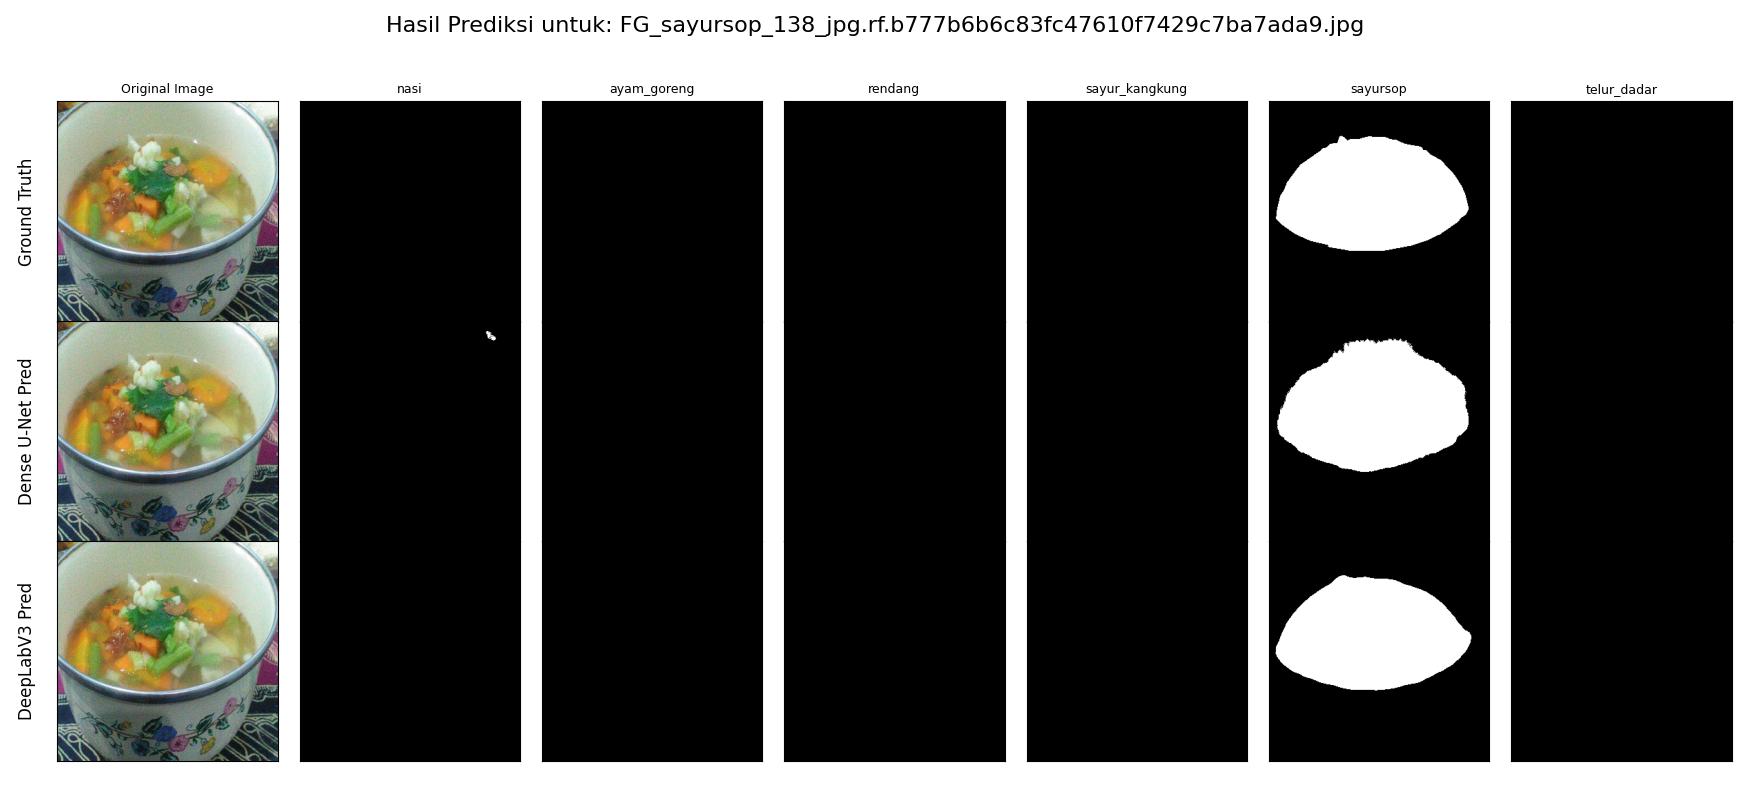 Hasil Prediksi untuk: FG_sayursop_138_jpg.rf.b777b6b6c83fc47610f7429c7ba7ada9.jpg
Original Image nasi ayam_goreng rendang sayur_kangkung sayursop telur_dadar
Ground Truth
Dense U-Net Pred
DeepLabV3 Pred